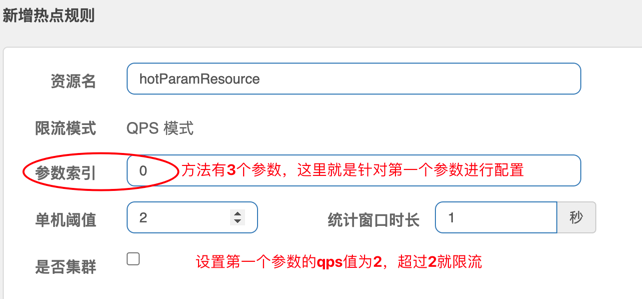 新增热点规则
资源名 hotParamResource
限流模式 QPS 模式
参数索引 0 方法有3个参数，这里就是针对第一个参数进行配置
单机阈值 2 统计窗口时长 1 秒
是否集群 设置第一个参数的qps值为2，超过2就限流